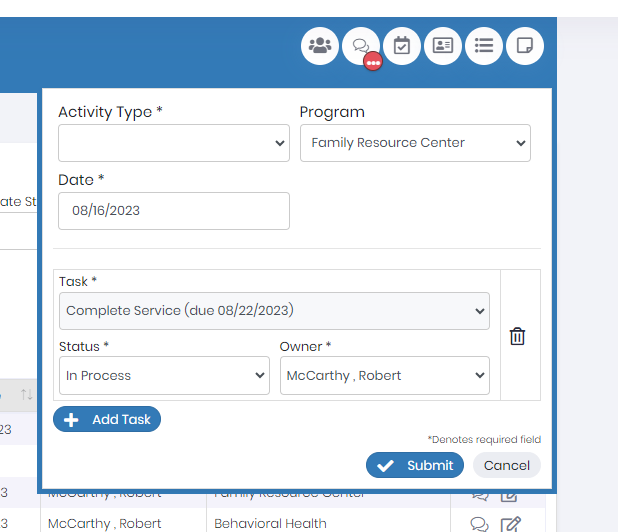 Activity Type * Program
Family Resource Center
Date *
ate St
08/16/2023
Task *
Complete Service (due 08/22/2023)
Status * Owner *
In Process McCarthy , Robert
23
Add Task
*Denotes required field
Submit Cancel
3 McCarthy , Robert Family Resource Center
3 McCarthy , Robert Behavioral Health